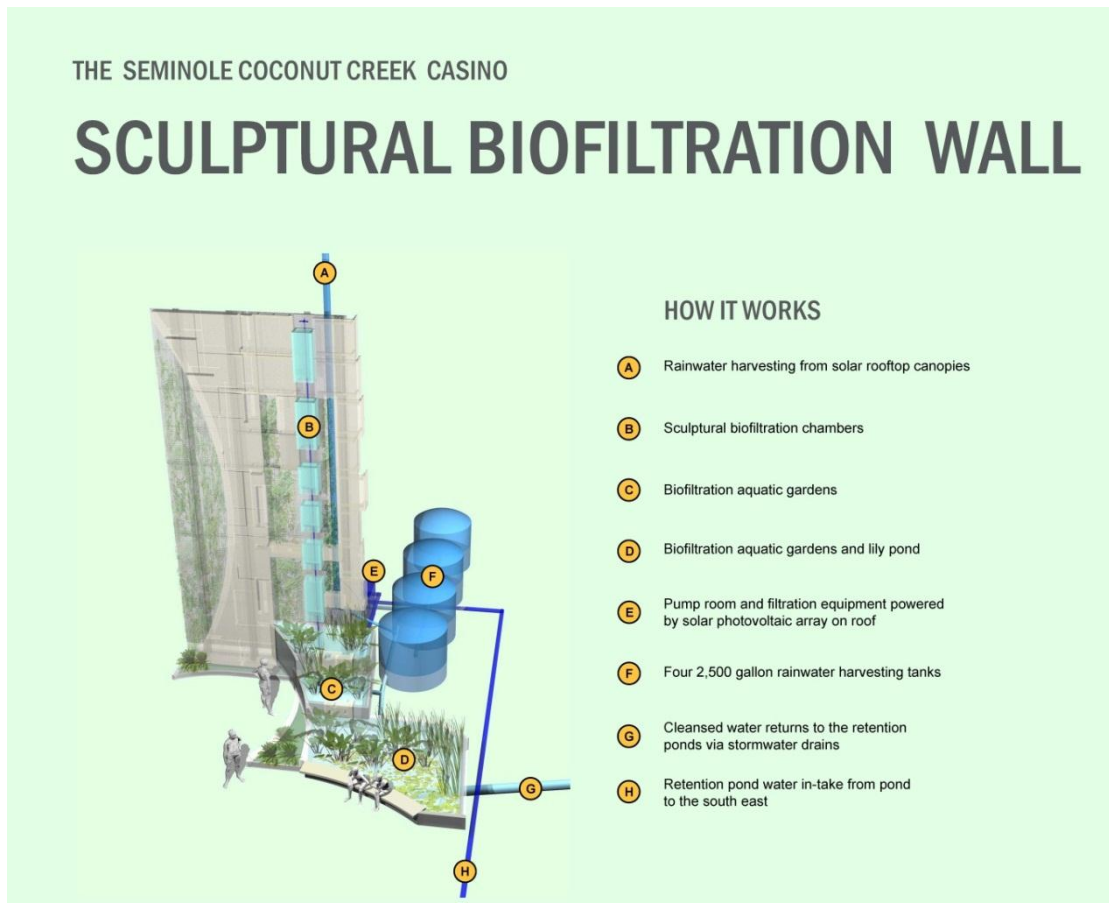 THE SEMINOLE COCONUT CREEK CASINO
SCULPTURAL BIOFILTRATION WALL
A
B
E
F
C
D
G
H
HOW IT WORKS
A Rainwater harvesting from solar rooftop canopies
B Sculptural biofiltration chambers
C Biofiltration aquatic gardens
D Biofiltration aquatic gardens and lily pond
E Pump room and filtration equipment powered
by solar photovoltaic array on roof
F Four 2,500 gallon rainwater harvesting tanks
G Cleansed water returns to the retention
ponds via stormwater drains
H Retention pond water in-take from pond
to the south east